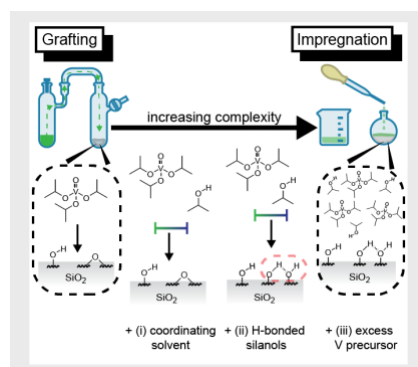 Grafting
Impregnation
increasing complexity
O
V
O O
O
O
V
O O
O
H
O
O
V
O O
O
H
O
H
O
O
SiO2
H
O
O
SiO2
H
O
H
O
H
O
SiO2
H
O
H
O
H
O
SiO2
+ (i) coordinating
solvent
+ (ii) H-bonded
silanols
+ (iii) excess
V precursor